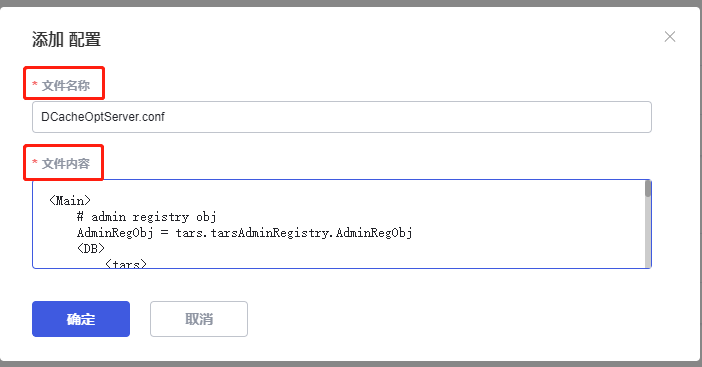 添加 配置
* 文件名称
DCacheOptServer.conf
* 文件内容
<Main>
# admin registry obj
AdminRegObj = tars.tarsAdminRegistry.AdminRegObj
<DB>
<tars>
确定
取消